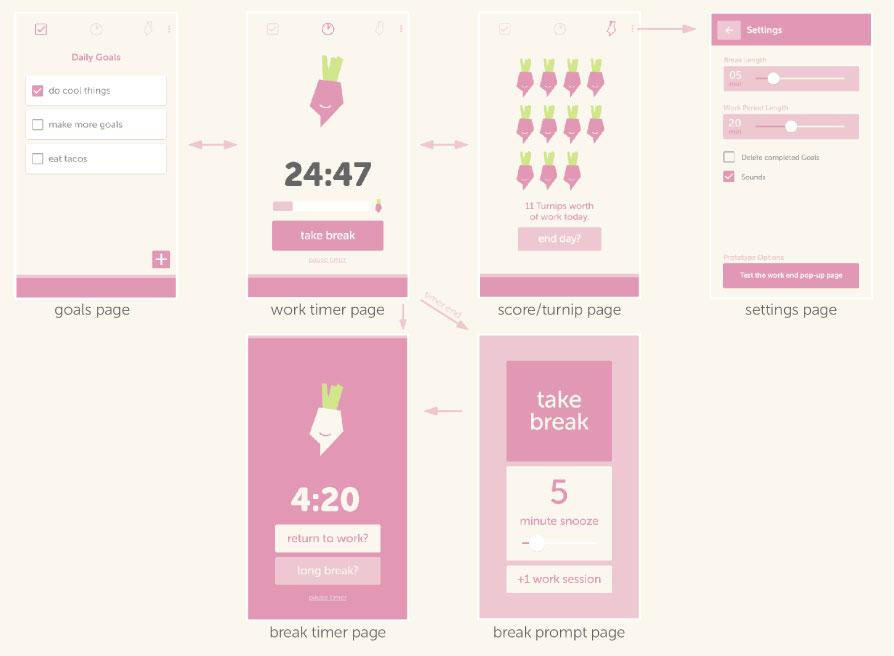 Daily Goals
do cool things
make more goals
eat tacos
goals page
24:47
take break
pause timer
work timer page
11 Turnips worth
of work today.
end day?
score/turnip page
Settings
Break Length
05
min
Work Period Length
20
min
Delete completed Goals
Sounds
Prototype Options
Test the work end pop-up page
settings page
timer end
4:20
return to work?
long break?
pause timer
break timer page
take
break
5
minute snooze
+1 work session
break prompt page